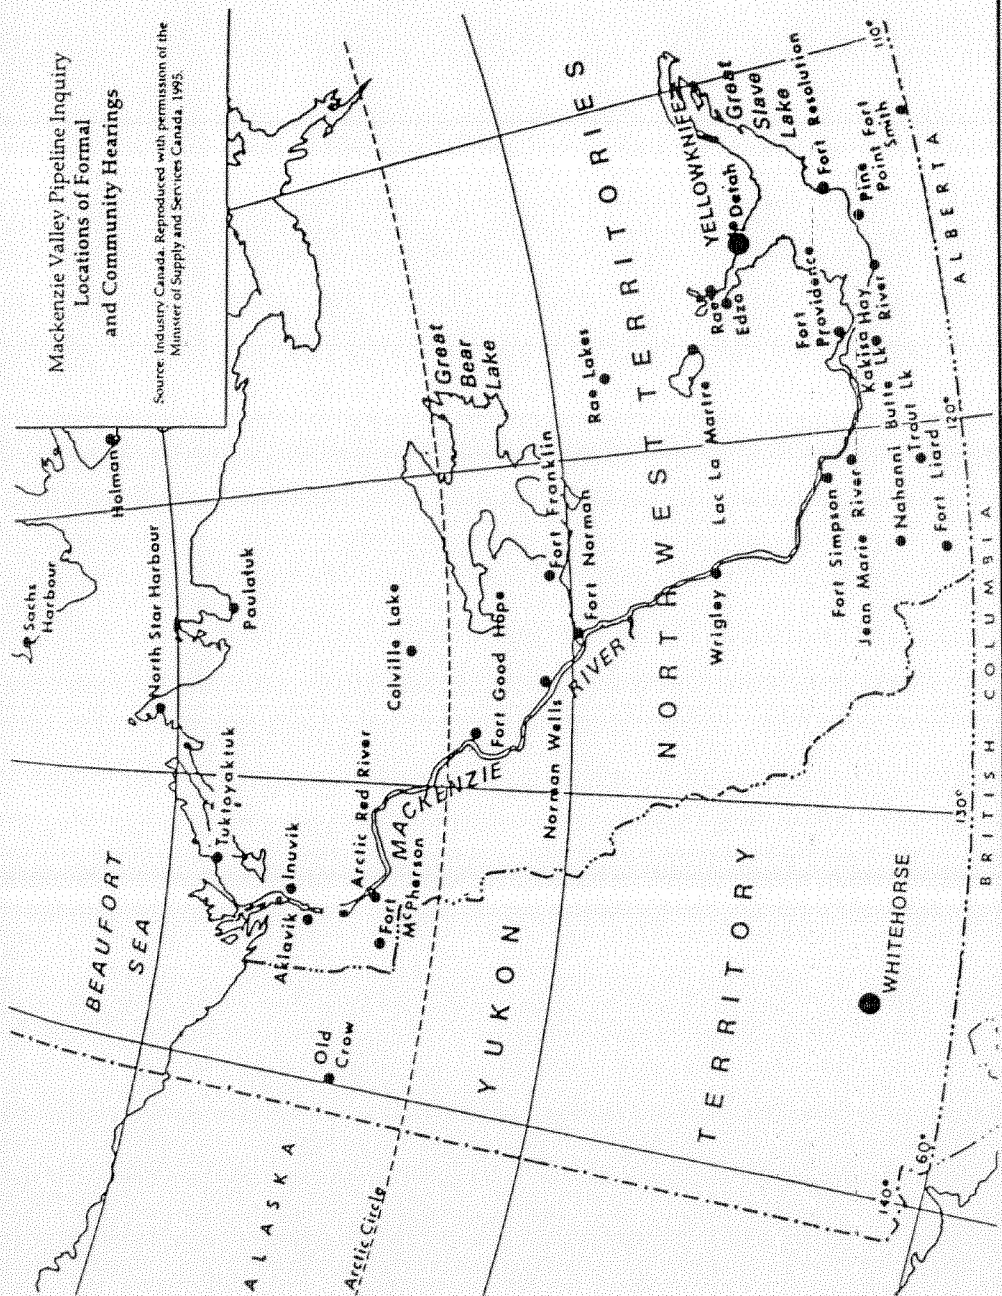 Mackenzie Valley Pipeline Inquiry
Locations of Formal
and Community Hearings
Source: Industry Canada. Reproduced with permission of the
Minister of Supply and Services Canada, 1995.
BEAUFORT
SEA
Sachs
Harbour
Holman
North Star Harbour
Paulatuk
Tuktoyaktuk
Inuvik
Aklavik
Arctic Red River
Fort
McPherson
Old
Crow
ALASKA
Arctic Circle
Colville Lake
Fort Good Hope
Great
Bear
Lake
MACKENZIE
RIVER
Norman Wells
Fort Franklin
Fort Norman
YUKON
TERRITORY
NORTHWEST TERRITORIES
Rae Lakes
Lac La Martre
Wrigley
YELLOWKNIFE
Detah
Rae
Edzo
Great
Slave
Lake
Fort Resolution
Pine
Point
Fort
Smith
Fort
Providence
Hay
River
Kakisa
Lk
Fort Simpson
Jean Marie
River
Nahanni Butte
Traut Lk
Fort Liard
WHITEHORSE
BRITISH COLUMBIA
ALBERTA
110°
120°
130°
140°
60°